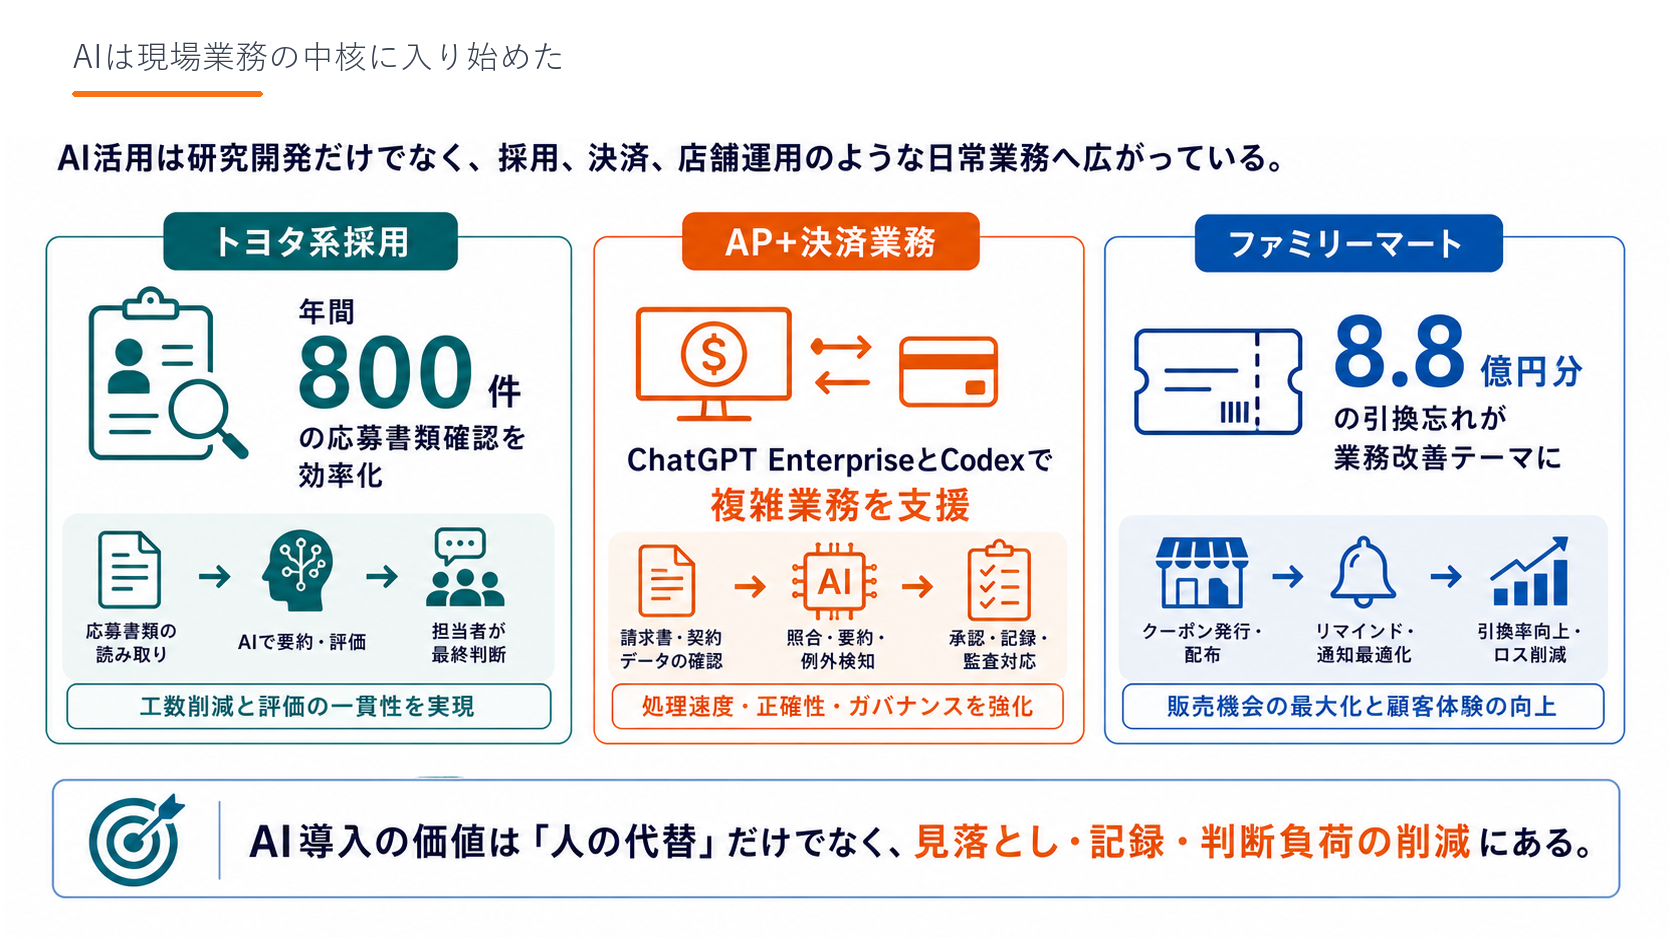 AIは現場業務の中核に入り始めた
AI活用は研究開発だけでなく、採用、決済、店舗運用のような日常業務へ広がっている。
トヨタ系採用
年間
800件
の応募書類確認を
効率化
応募書類の
読み取り
AIで要約・評価
担当者が
最終判断
工数削減と評価の一貫性を実現
AP+決済業務
$
ChatGPT EnterpriseとCodexで
複雑業務を支援
請求書・契約
データの確認
AI
照合・要約・
例外検知
承認・記録・
監査対応
処理速度・正確性・ガバナンスを強化
ファミリーマート
8.8億円分
の引換忘れが
業務改善テーマに
クーポン発行・
配布
リマインド・
通知最適化
引換率向上・
ロス削減
販売機会の最大化と顧客体験の向上
AI導入の価値は「人の代替」だけでなく、見落とし・記録・判断負荷の削減にある。